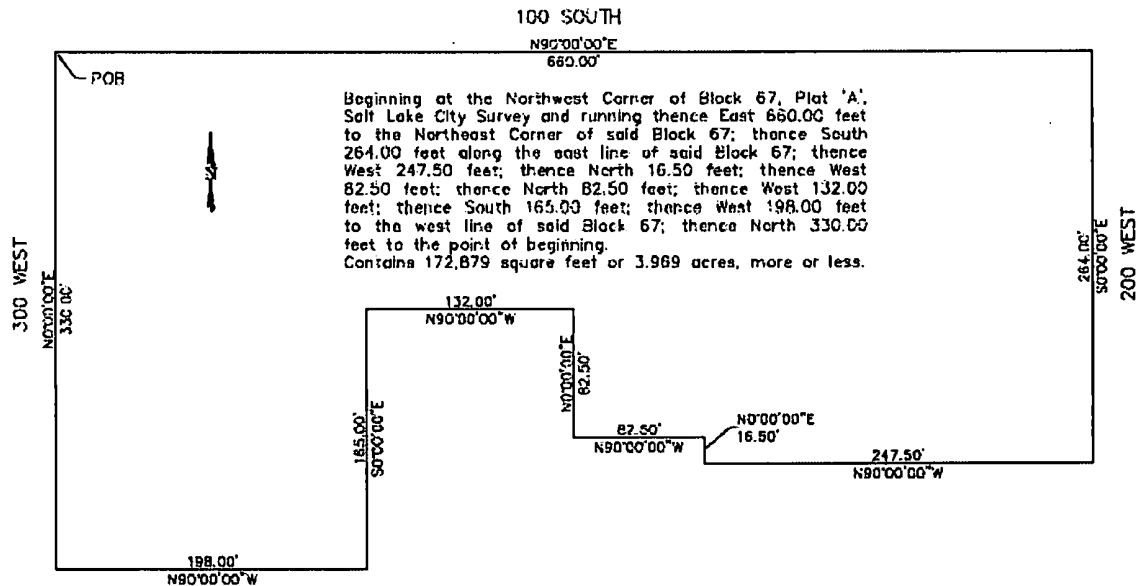 100 SOUTH
N90°00'00"E
660.00'
POB
Beginning at the Northwest Corner of Block 67, Plat 'A',
Salt Lake City Survey and running thence East 660.00 feet
to the Northeast Corner of said Block 67; thence South
264.00 feet along the east line of said Block 67; thence
West 247.50 feet; thence North 16.50 feet; thence West
82.50 feet; thence North 82.50 feet; thence West 132.00
feet; thence South 165.00 feet; thence West 198.00 feet
to the west line of said Block 67; thence North 330.00
feet to the point of beginning.
Contains 172,879 square feet or 3.969 acres, more or less.
300 WEST
N0°00'00"E
330.00'
264.00'
S0°00'00"E
200 WEST
132.00'
N90°00'00"W
N0°00'00"E
82.50'
165.00'
S0°00'00"E
82.50'
N90°00'00"W
N0°00'00"E
16.50'
247.50'
N90°00'00"W
198.00'
N90°00'00"W